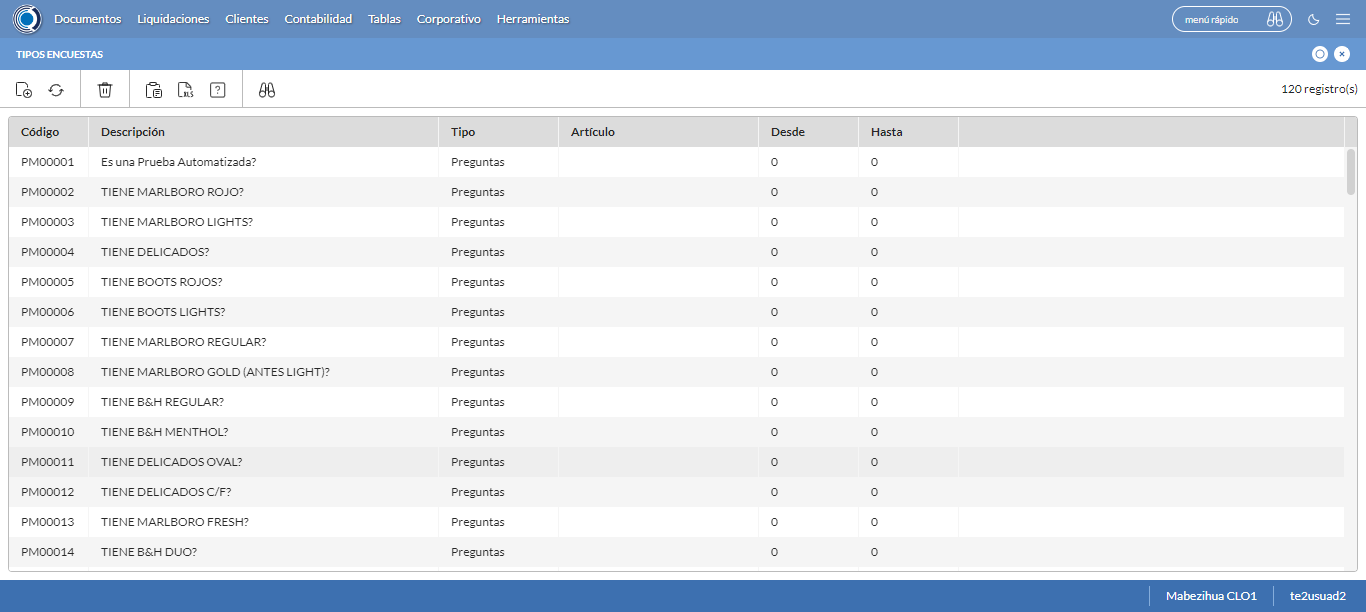 Documentos Liquidaciones Clientes Contabilidad Tablas Corporativo Herramientas menú rápido
TIPOS ENCUESTAS
XLS ? 120 registro(s)
Código Descripción Tipo Artículo Desde Hasta
PM00001 Es una Prueba Automatizada? Preguntas 0 0
PM00002 TIENE MARLBORO ROJO? Preguntas 0 0
PM00003 TIENE MARLBORO LIGHTS? Preguntas 0 0
PM00004 TIENE DELICADOS? Preguntas 0 0
PM00005 TIENE BOOTS ROJOS? Preguntas 0 0
PM00006 TIENE BOOTS LIGHTS? Preguntas 0 0
PM00007 TIENE MARLBORO REGULAR? Preguntas 0 0
PM00008 TIENE MARLBORO GOLD (ANTES LIGHT)? Preguntas 0 0
PM00009 TIENE B&H REGULAR? Preguntas 0 0
PM00010 TIENE B&H MENTHOL? Preguntas 0 0
PM00011 TIENE DELICADOS OVAL? Preguntas 0 0
PM00012 TIENE DELICADOS C/F? Preguntas 0 0
PM00013 TIENE MARLBORO FRESH? Preguntas 0 0
PM00014 TIENE B&H DUO? Preguntas 0 0
Mabezihua CLO1 te2usuad2